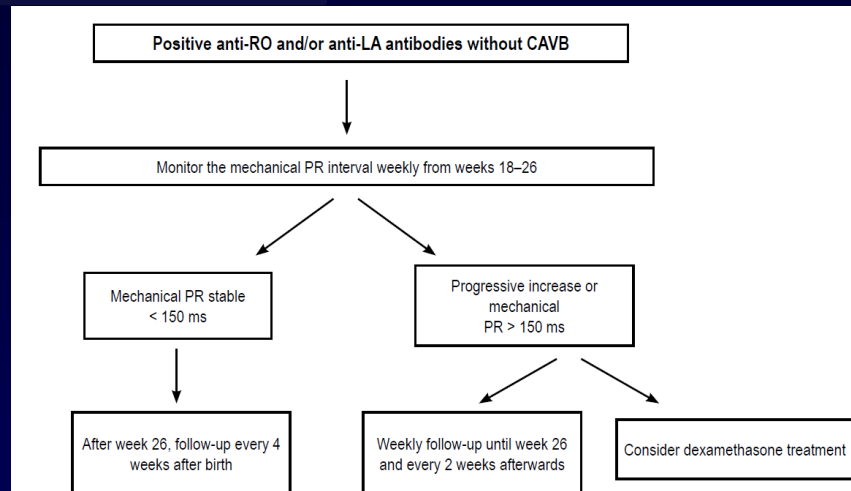 Positive anti-RO and/or anti-LA antibodies without CAVB
Monitor the mechanical PR interval weekly from weeks 18–26
Mechanical PR stable
< 150 ms
Progressive increase or
mechanical
PR > 150 ms
After week 26, follow-up every 4
weeks after birth
Weekly follow-up until week 26
and every 2 weeks afterwards
Consider dexamethasone treatment